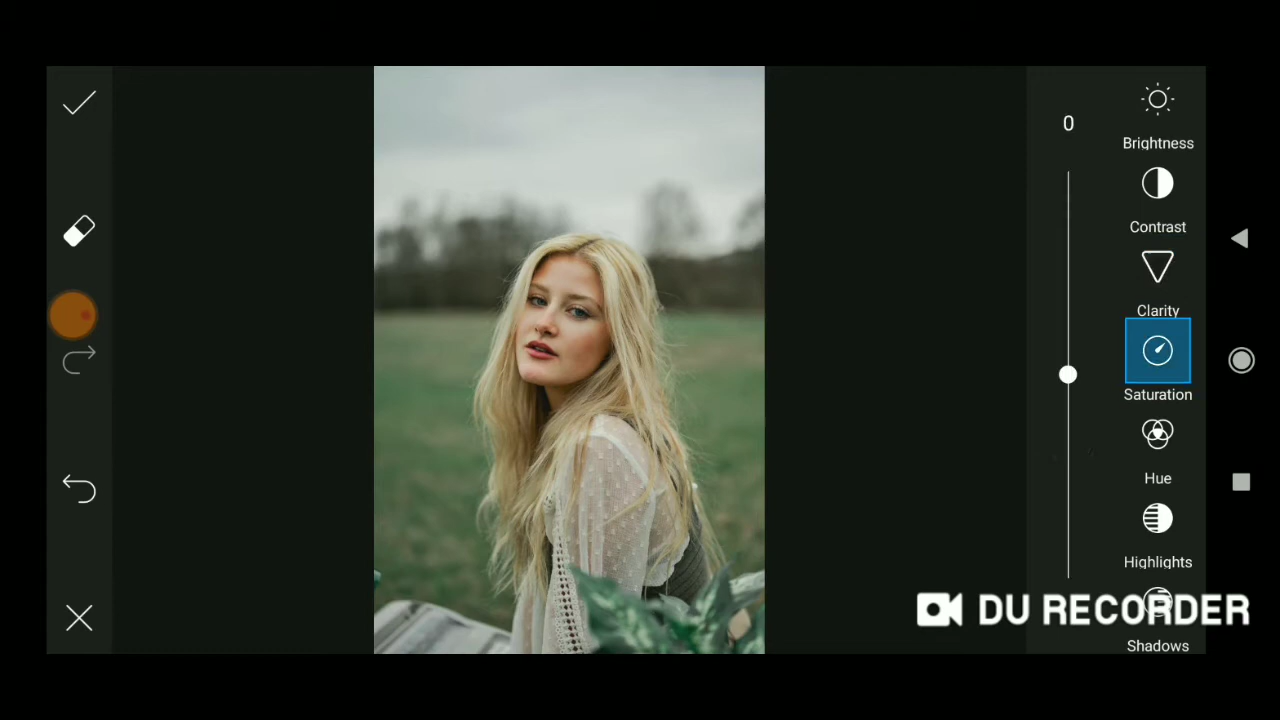 0
Brightness
Contrast
Clarity
Saturation
Hue
Highlights
DU RECORDER
Shadows